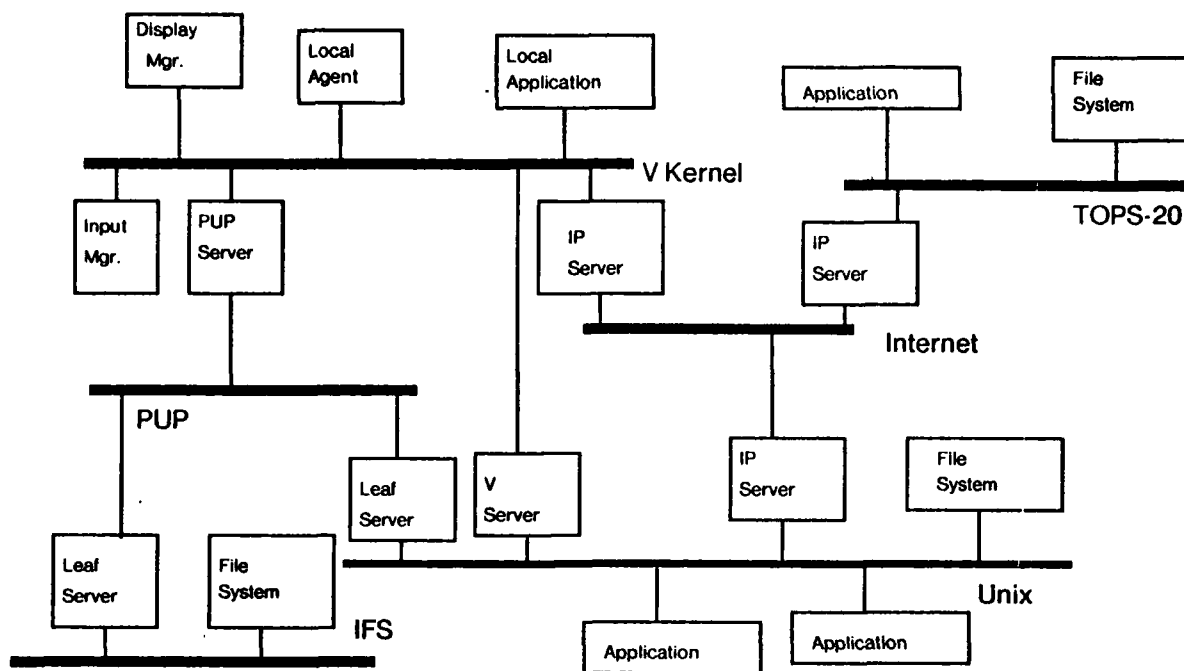 Display
Mgr.
Local
Agent
Local
Application
Application
File
System
V Kernel
TOPS-20
Input
Mgr.
PUP
Server
IP
Server
IP
Server
Internet
PUP
Leaf
Server
V
Server
IP
Server
File
System
Leaf
Server
File
System
Unix
IFS
Application
Application